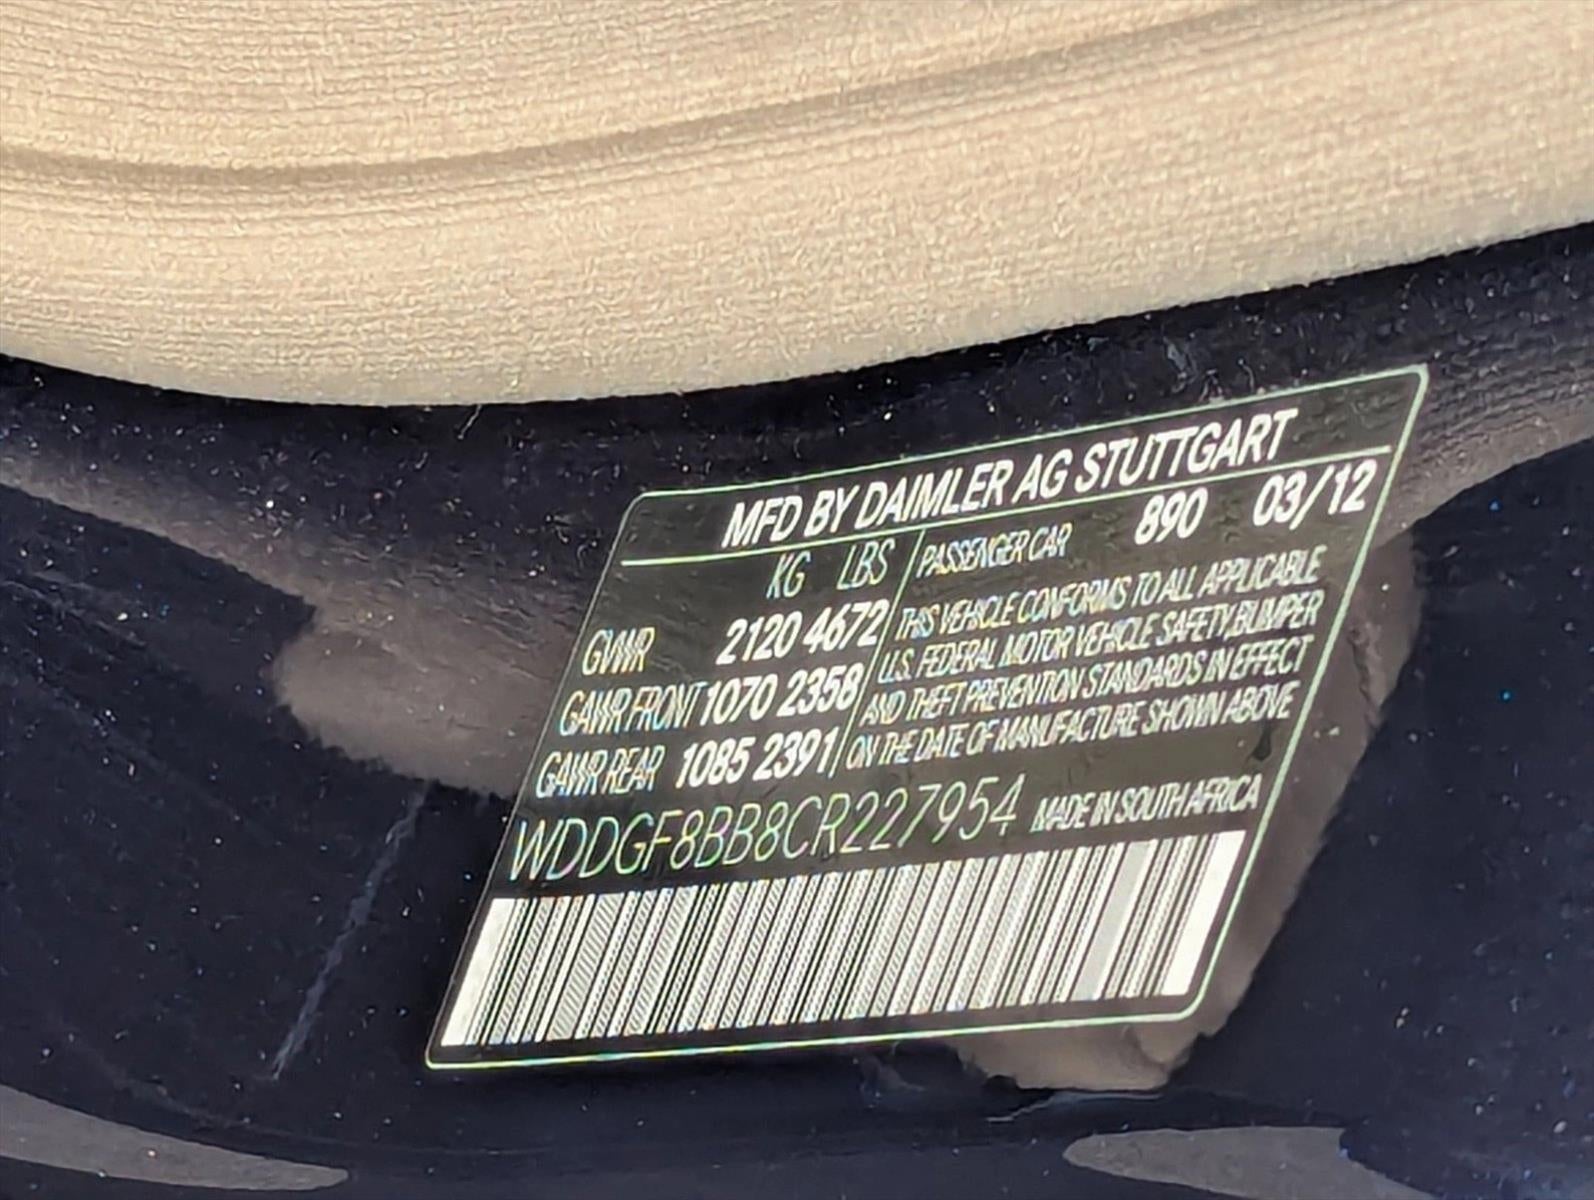 MFD BY DAIMLER AG STUTTGART
KG LBS
GVWR 2120 4672
GAWR FRONT 1070 2358
GAWR REAR 1085 2391
PASSENGER CAR 890 03/12
THIS VEHICLE CONFORMS TO ALL APPLICABLE
U.S. FEDERAL MOTOR VEHICLE SAFETY,BUMPER
AND THEFT PREVENTION STANDARDS IN EFFECT
ON THE DATE OF MANUFACTURE SHOWN ABOVE
WDDGF8BB8CR227954 MADE IN SOUTH AFRICA